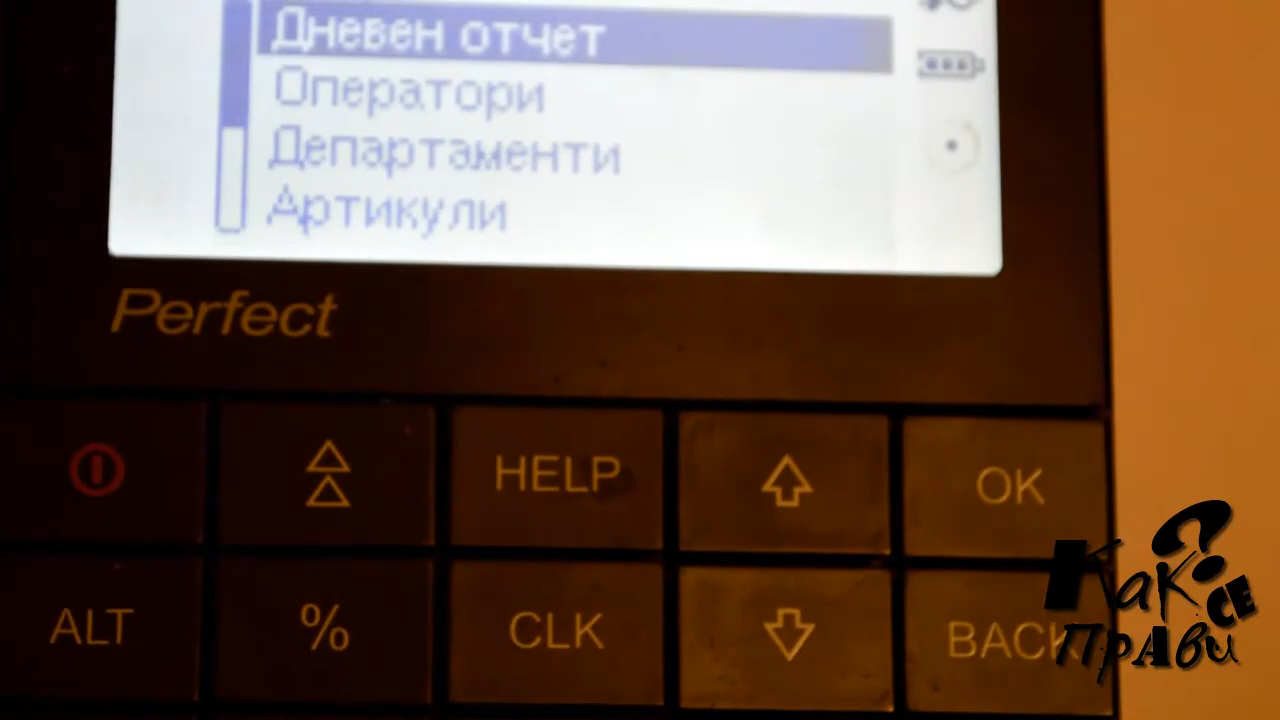 Дневен отчет
Оператори
Департаменти
Артикули
Perfect
HELP
OK
ALT
%
CLK
BACK
Как?
се
прАви